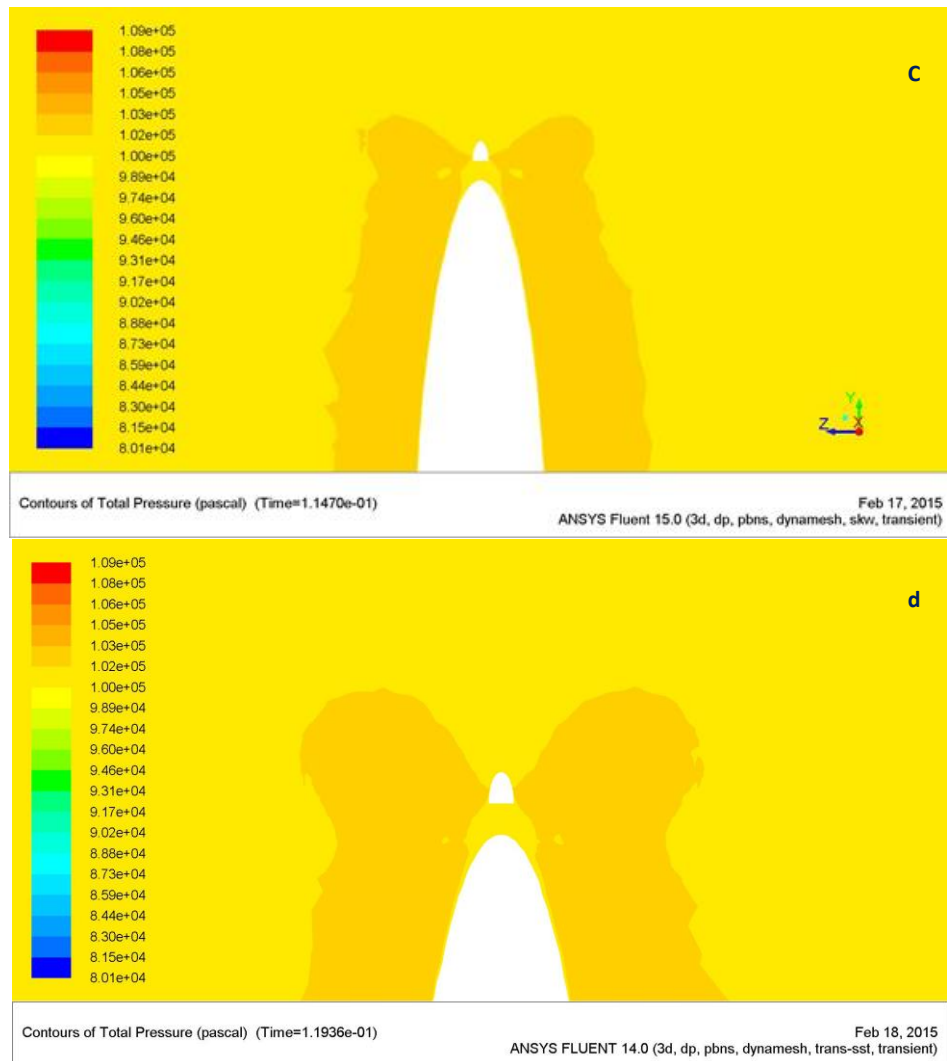 1.09e+05
1.08e+05
1.06e+05
1.05e+05
1.03e+05
1.02e+05
1.00e+05
9.89e+04
9.74e+04
9.60e+04
9.46e+04
9.31e+04
9.17e+04
9.02e+04
8.88e+04
8.73e+04
8.59e+04
8.44e+04
8.30e+04
8.15e+04
8.01e+04
C
Y
Z
X
Contours of Total Pressure (pascal) (Time=1.1470e-01)
Feb 17, 2015
ANSYS Fluent 15.0 (3d, dp, pbns, dynamesh, skw, transient)
1.09e+05
1.08e+05
1.06e+05
1.05e+05
1.03e+05
1.02e+05
1.00e+05
9.89e+04
9.74e+04
9.60e+04
9.46e+04
9.31e+04
9.17e+04
9.02e+04
8.88e+04
8.73e+04
8.59e+04
8.44e+04
8.30e+04
8.15e+04
8.01e+04
d
Contours of Total Pressure (pascal) (Time=1.1936e-01)
Feb 18, 2015
ANSYS FLUENT 14.0 (3d, dp, pbns, dynamesh, trans-sst, transient)